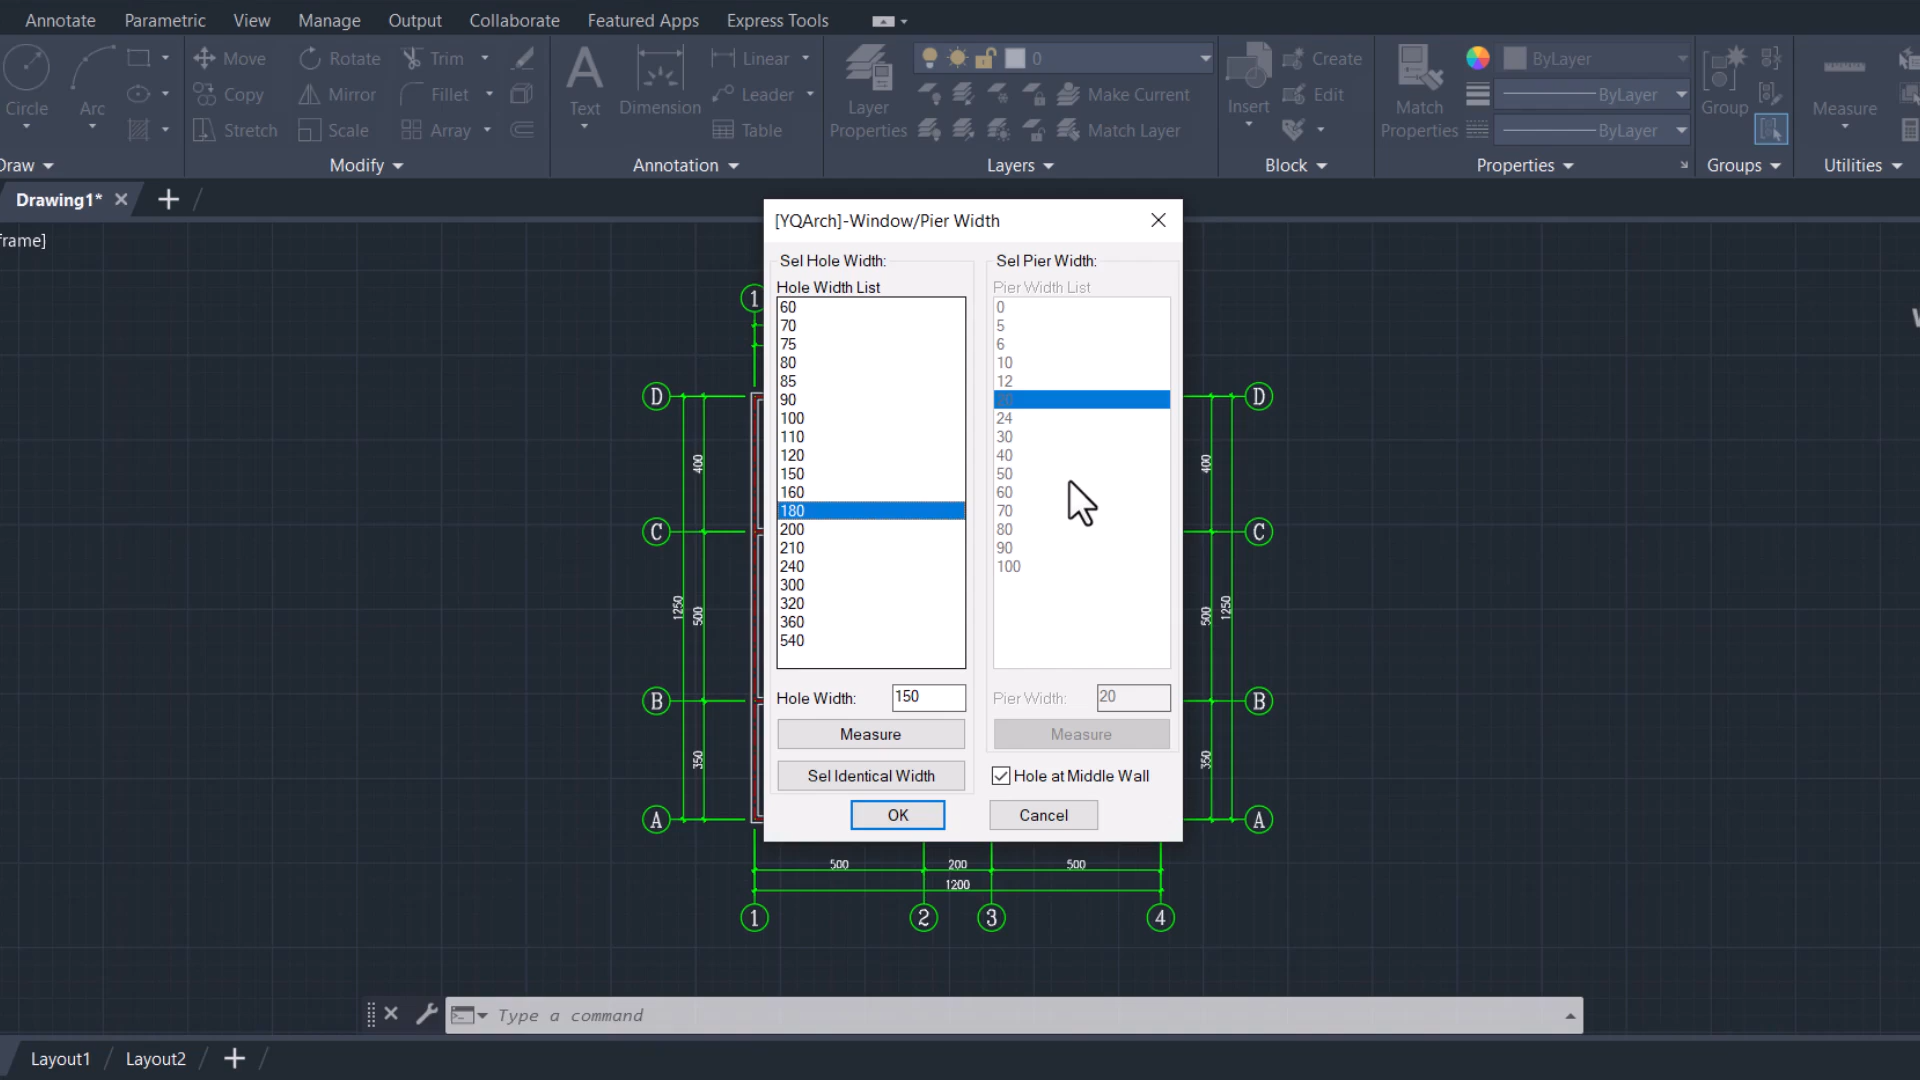 Annotate Parametric View Manage Output Collaborate Featured Apps Express Tools
Circle Arc Move Rotate Trim
Copy Mirror Fillet
Stretch Scale Array
Text Dimension Linear
Leader
Table
Layer Properties 0
Make Current
Match Layer
Insert Create
Edit
Match Properties ByLayer
ByLayer
ByLayer
Group Measure
Draw Modify Annotation Layers Block Properties Groups Utilities
Drawing1*
frame]
[YQArch]-Window/Pier Width
Sel Hole Width:
Hole Width List
60
70
75
80
85
90
100
110
120
150
160
180
200
210
240
300
320
360
540
Hole Width: 150
Measure
Sel Identical Width
OK
Sel Pier Width:
Pier Width List
0
5
6
10
12
20
24
30
40
50
60
70
80
90
100
Pier Width: 20
Measure
Hole at Middle Wall
Cancel
1
D D
400 400
C C
1250 500 500 1250
B B
350 350
A A
500 200 500
1200
1 2 3 4
Type a command
Layout1 Layout2